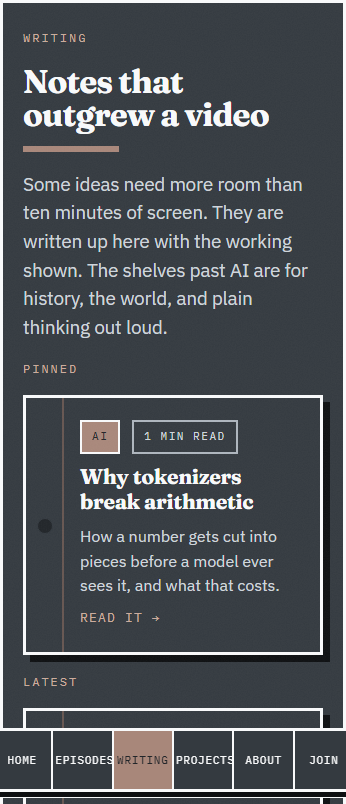 WRITING
Notes that
outgrew a video
Some ideas need more room than
ten minutes of screen. They are
written up here with the working
shown. The shelves past AI are for
history, the world, and plain
thinking out loud.
PINNED
AI 1 MIN READ
Why tokenizers
break arithmetic
How a number gets cut into
pieces before a model ever
sees it, and what that costs.
READ IT →
LATEST
HOME EPISODES WRITING PROJECTS ABOUT JOIN